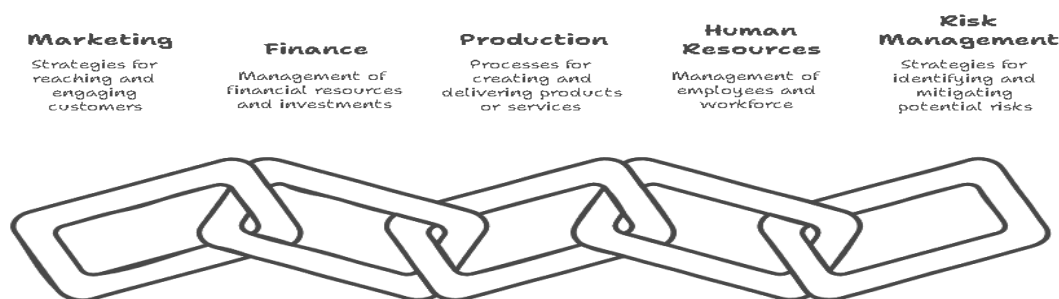 Marketing
Strategies for
reaching and
engaging
customers
Finance
Management of
financial resources
and investments
Production
Processes for
creating and
delivering products
or services
Human
Resources
Management of
employees and
workforce
Risk
Management
Strategies for
identifying and
mitigating
potential risks